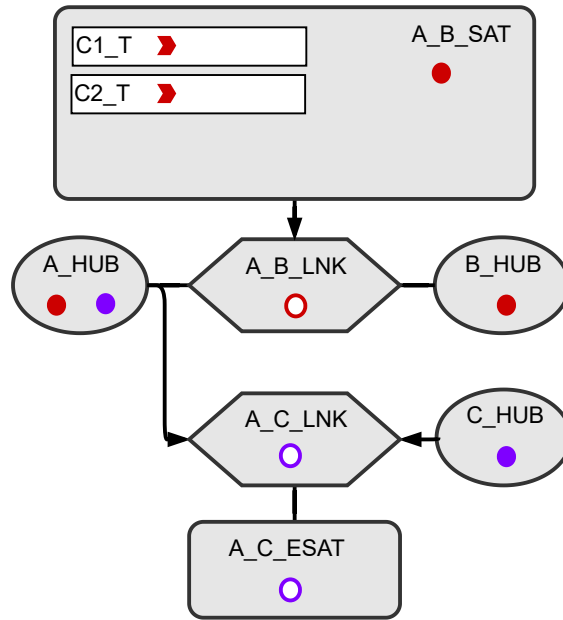 C1_T
A_B_SAT
C2_T
A_HUB
A_B_LNK
B_HUB
A_C_LNK
C_HUB
A_C_ESAT